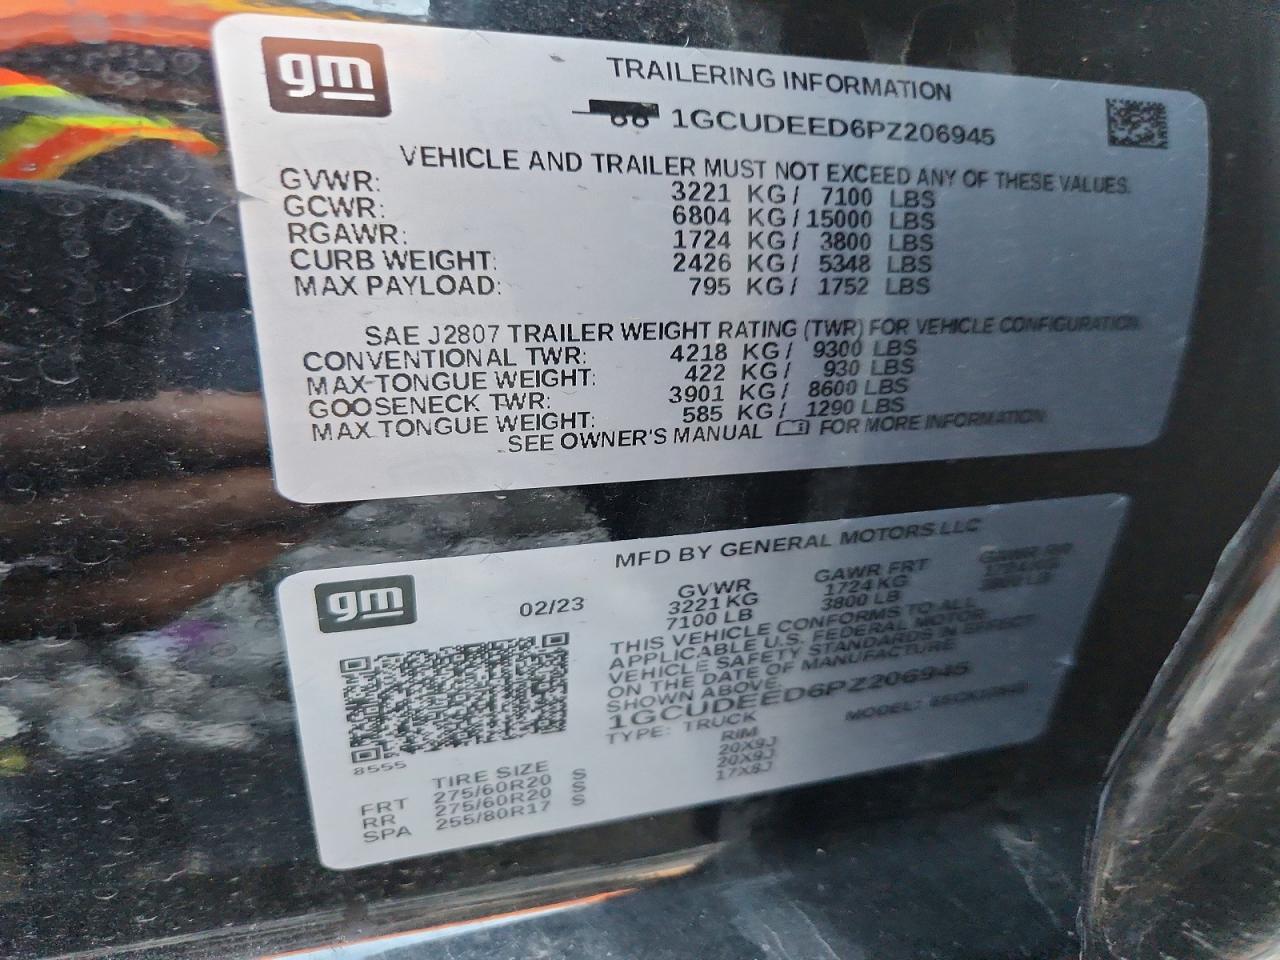 gm
TRAILERING INFORMATION
1GCUDEED6PZ206945
VEHICLE AND TRAILER MUST NOT EXCEED ANY OF THESE VALUES.
GVWR: 3221 KG/ 7100 LBS
GCWR: 6804 KG/15000 LBS
RGAWR: 1724 KG/ 3800 LBS
CURB WEIGHT: 2426 KG/ 5348 LBS
MAX PAYLOAD: 795 KG/ 1752 LBS
SAE J2807 TRAILER WEIGHT RATING (TWR) FOR VEHICLE CONFIGURATION
CONVENTIONAL TWR: 4218 KG/ 9300 LBS
MAX-TONGUE WEIGHT: 422 KG/ 930 LBS
GOOSENECK TWR: 3901 KG/ 8600 LBS
MAX TONGUE WEIGHT: 585 KG/ 1290 LBS
SEE OWNER'S MANUAL FOR MORE INFORMATION
gm
MFD BY GENERAL MOTORS LLC
02/23
GVWR GAWR FRT GAWR RR
3221 KG 1724 KG 1724 KG
7100 LB 3800 LB 3800 LB
THIS VEHICLE CONFORMS TO ALL
APPLICABLE U.S. FEDERAL MOTOR
VEHICLE SAFETY STANDARDS IN EFFECT
ON THE DATE OF MANUFACTURE
SHOWN ABOVE
1GCUDEED6PZ206945
TYPE: TRUCK MODEL:
8555
TIRE SIZE RIM
FRT 275/60R20 S 20X9J
RR 275/60R20 S 20X9J
SPA 255/80R17 S 17X8J